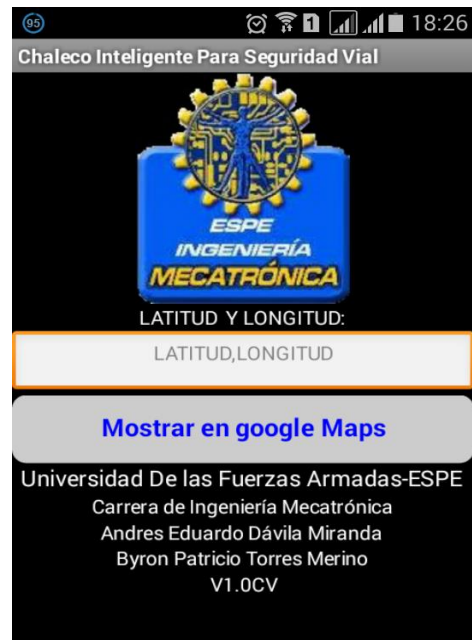 95
1
18:26
Chaleco Inteligente Para Seguridad Vial
ESPE
INGENIERÍA
MECATRÓNICA
LATITUD Y LONGITUD:
LATITUD,LONGITUD
Mostrar en google Maps
Universidad De las Fuerzas Armadas-ESPE
Carrera de Ingeniería Mecatrónica
Andres Eduardo Dávila Miranda
Byron Patricio Torres Merino
V1.0CV